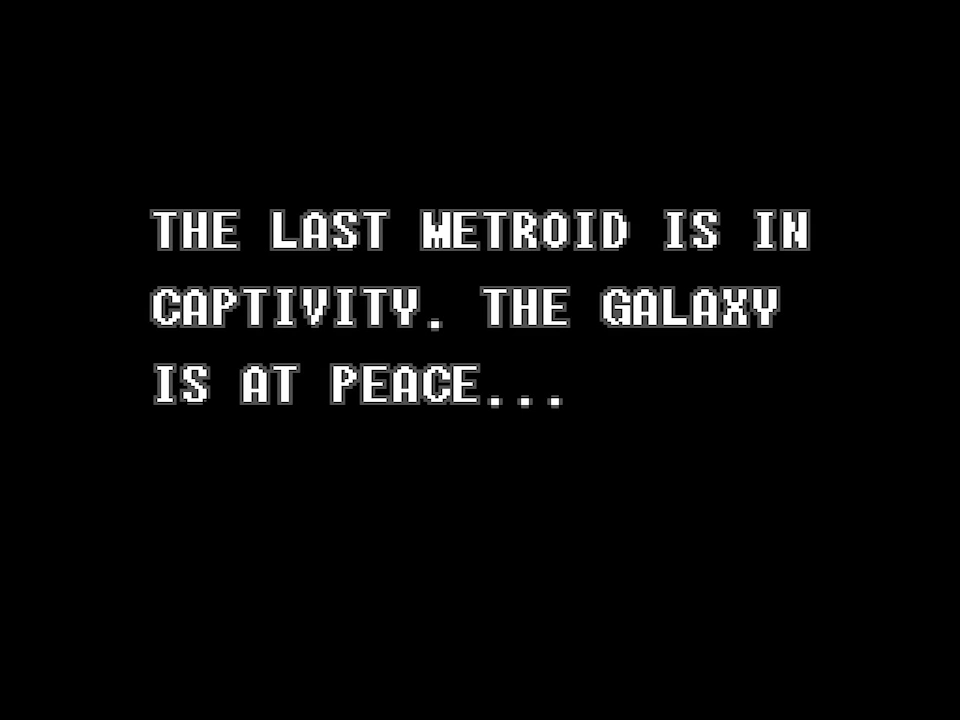 THE LAST METROID IS IN
CAPTIVITY. THE GALAXY
IS AT PEACE...